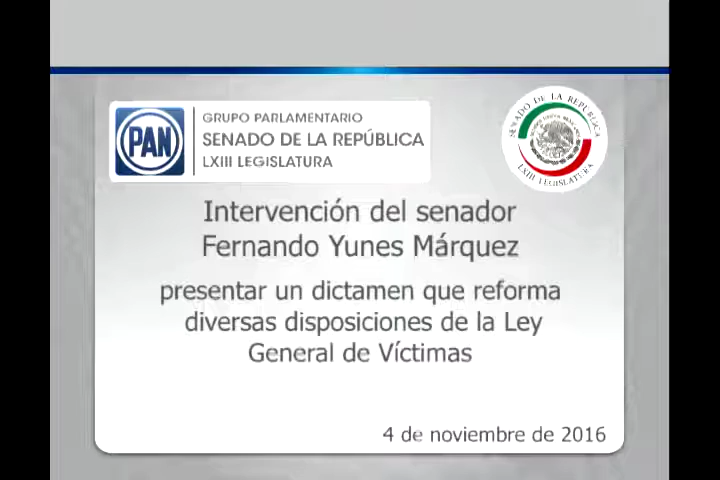 PAN
GRUPO PARLAMENTARIO
SENADO DE LA REPÚBLICA
LXIII LEGISLATURA
SENADO DE LA REPÚBLICA
LXIII LEGISLATURA
Intervención del senador
Fernando Yunes Márquez
presentar un dictamen que reforma
diversas disposiciones de la Ley
General de Víctimas
4 de noviembre de 2016